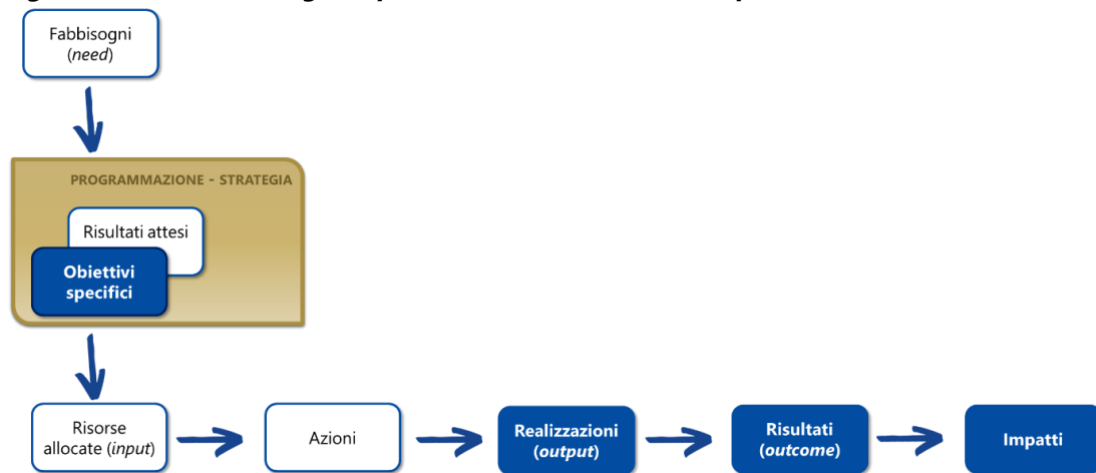 Fabbisogni
(need)
PROGRAMMAZIONE - STRATEGIA
Risultati attesi
Obiettivi
specifici
Risorse
allocate (input)
Azioni
Realizzazioni
(output)
Risultati
(outcome)
Impatti